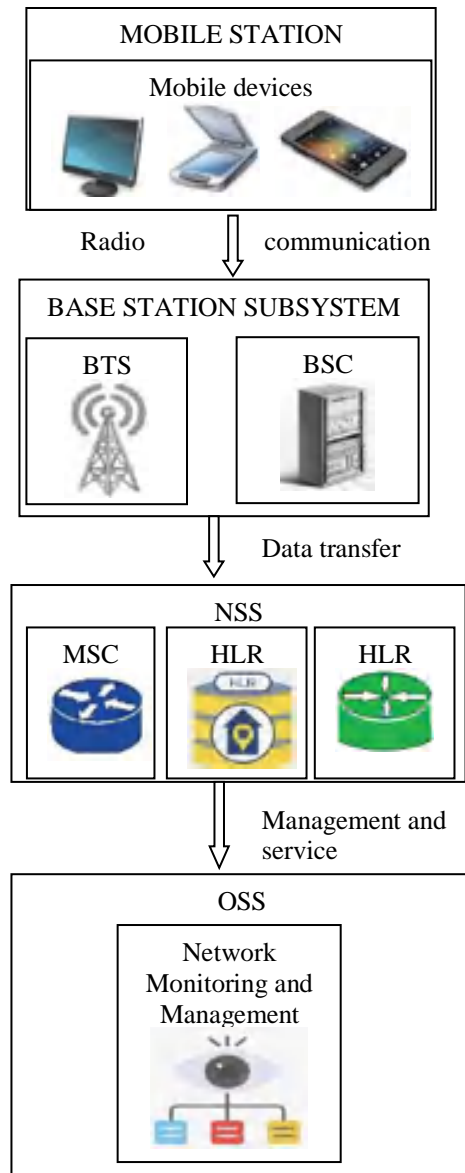 MOBILE STATION
Mobile devices
Radio communication
BASE STATION SUBSYSTEM
BTS BSC
Data transfer
NSS
MSC HLR HLR
HLR
Management and
service
OSS
Network
Monitoring and
Management